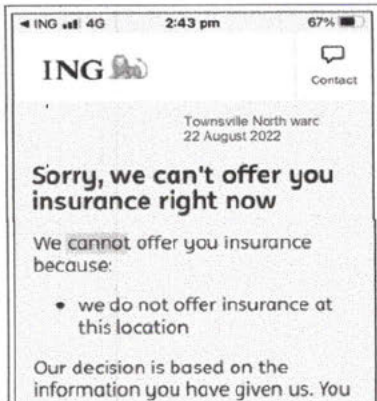 ING 4G 2:43 pm 67%
ING
Contact
Townsville North ward
22 August 2022
Sorry, we can't offer you
insurance right now
We cannot offer you insurance
because:
• we do not offer insurance at
this location
Our decision is based on the
information you have given us. You